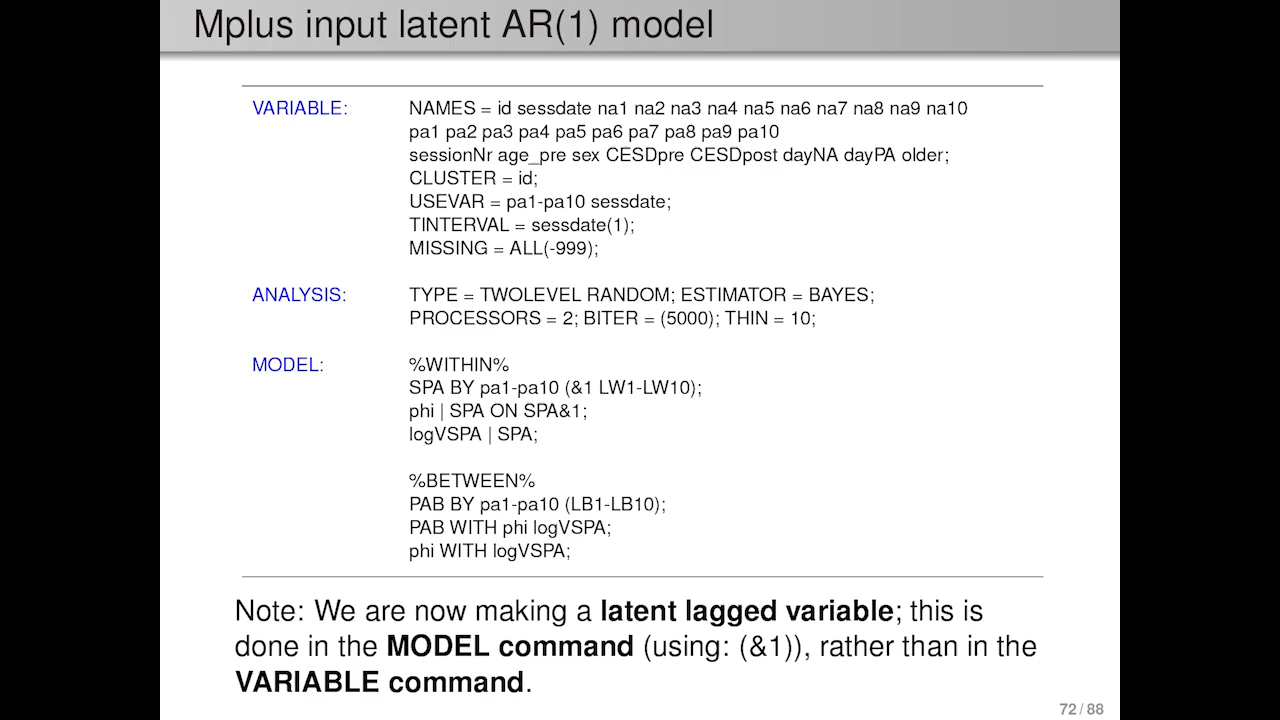 Mplus input latent AR(1) model
VARIABLE: NAMES = id sessdate na1 na2 na3 na4 na5 na6 na7 na8 na9 na10
pa1 pa2 pa3 pa4 pa5 pa6 pa7 pa8 pa9 pa10
sessionNr age_pre sex CESDpre CESDpost dayNA dayPA older;
CLUSTER = id;
USEVAR = pa1-pa10 sessdate;
TINTERVAL = sessdate(1);
MISSING = ALL(-999);
ANALYSIS: TYPE = TWOLEVEL RANDOM; ESTIMATOR = BAYES;
PROCESSORS = 2; BITER = (5000); THIN = 10;
MODEL: %WITHIN%
SPA BY pa1-pa10 (&1 LW1-LW10);
phi | SPA ON SPA&1;
logVSPA | SPA;
%BETWEEN%
PAB BY pa1-pa10 (LB1-LB10);
PAB WITH phi logVSPA;
phi WITH logVSPA;
Note: We are now making a latent lagged variable; this is
done in the MODEL command (using: (&1)), rather than in the
VARIABLE command.
72 / 88